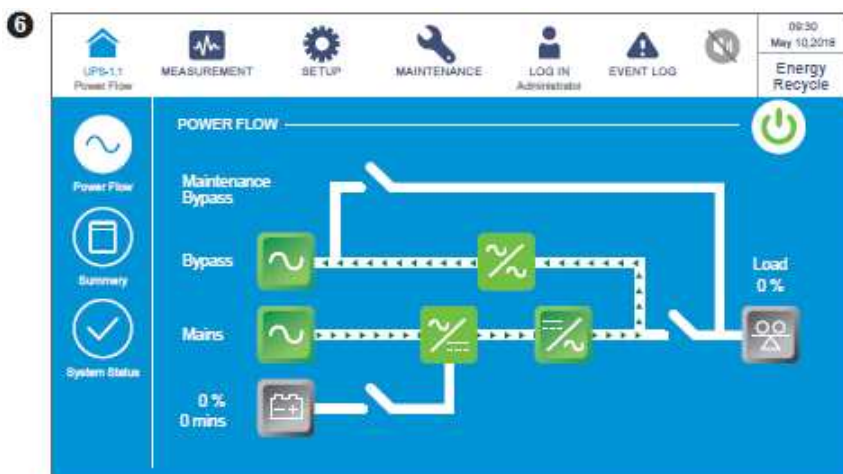 6
09:30
May 10,2018
UPS-1.1
Power Flow
MEASUREMENT
SETUP
MAINTENANCE
LOG IN
Administrator
EVENT LOG
Energy
Recycle
POWER FLOW
Power Flow
Maintenance
Bypass
Bypass
Summary
Load
0 %
Mains
System Status
0 %
0 mins